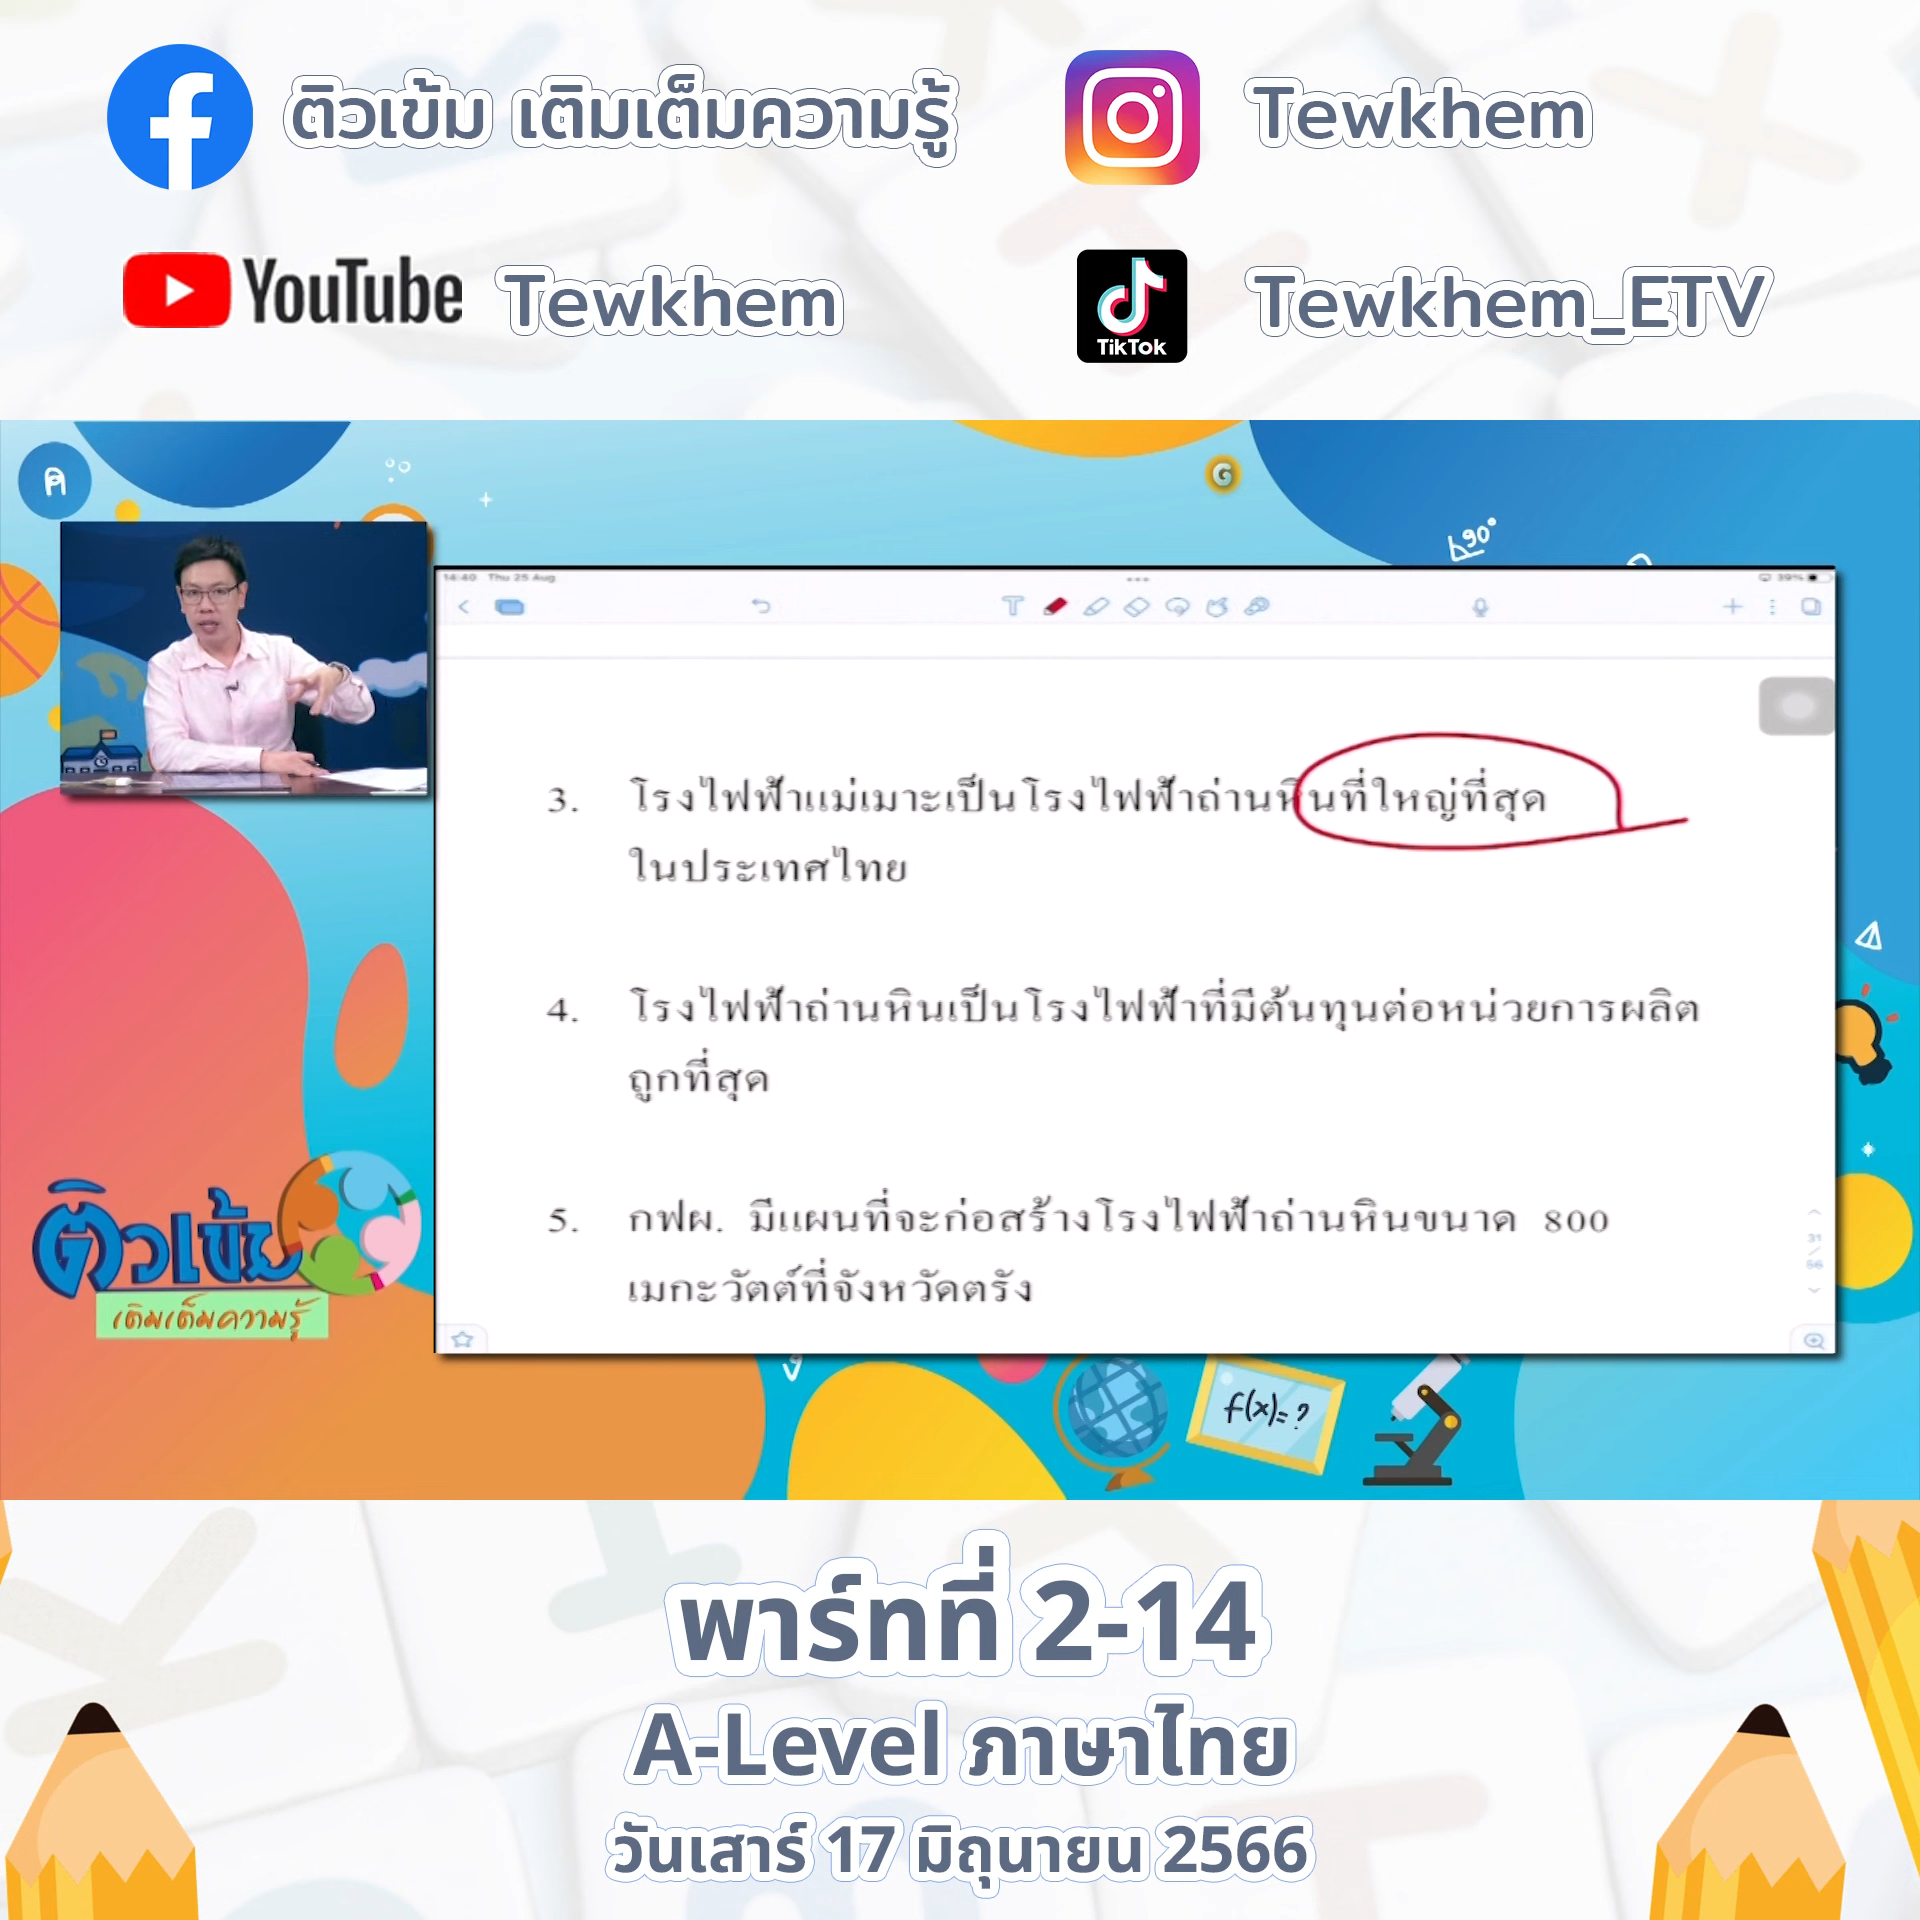 ติวเข้ม เติมเต็มความรู้
Tewkhem
YouTube Tewkhem
TikTok
Tewkhem_ETV
ค
G
90°
14:40 Thu 25 Aug
39%
3. โรงไฟฟ้าแม่เมาะเป็นโรงไฟฟ้าถ่านหินที่ใหญ่ที่สุด
ในประเทศไทย
4. โรงไฟฟ้าถ่านหินเป็นโรงไฟฟ้าที่มีต้นทุนต่อหน่วยการผลิต
ถูกที่สุด
5. กฟผ. มีแผนที่จะก่อสร้างโรงไฟฟ้าถ่านหินขนาด 800
เมกะวัตต์ที่จังหวัดตรัง
31
56
ติวเข้ม
เติมเต็มความรู้
f(x)=?
พาร์ทที่ 2-14
A-Level ภาษาไทย
วันเสาร์ 17 มิถุนายน 2566